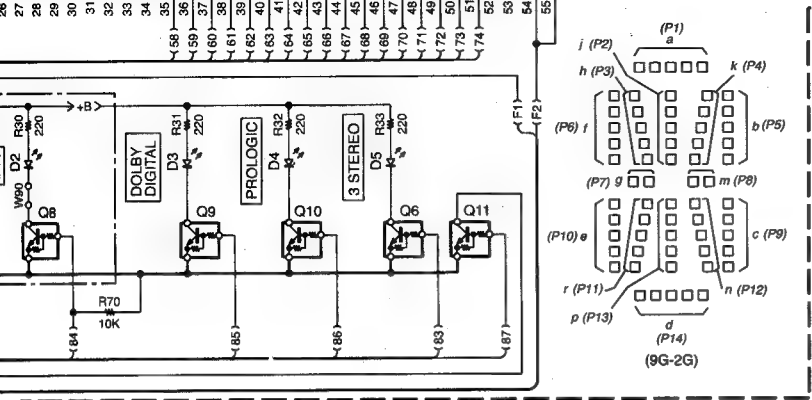 26 27 28 29 30 31 32 33 34 35 36 37 38 39 40 41 42 43 44 45 46 47 48 49 50 51 52 53 54 55
58 59 60 61 62 63 64 65 66 67 68 69 70 71 72 73 74
+B
F1 F2
R30 220
R31 220
R32 220
R33 220
D2
D3
D4
D5
DOLBY
DIGITAL
PROLOGIC
3 STEREO
W90
Q8
Q9
Q10
Q6
Q11
R70
10K
84
85
86
83
87
(P1)
a
j (P2)
k (P4)
h (P3)
(P6) f
b (P5)
(P7) g
m (P8)
(P10) e
c (P9)
r (P11)
n (P12)
p (P13)
d
(P14)
(9G-2G)